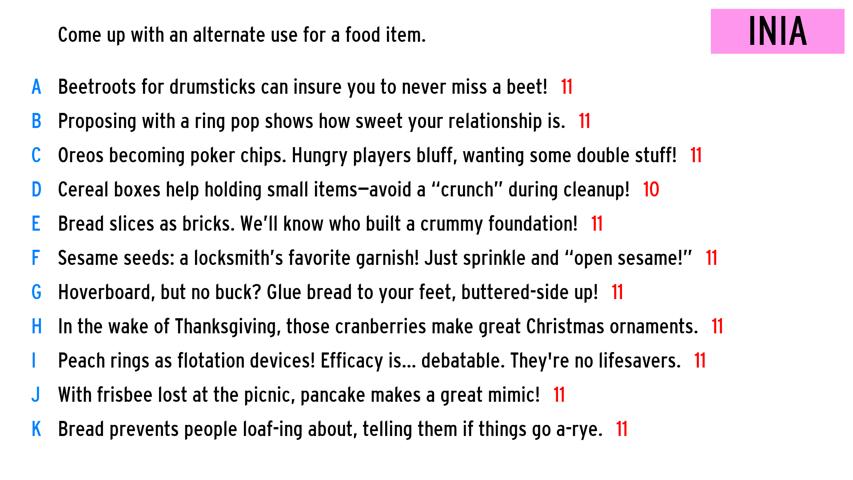 Come up with an alternate use for a food item.
INIA
A Beetroots for drumsticks can insure you to never miss a beet! 11
B Proposing with a ring pop shows how sweet your relationship is. 11
C Oreos becoming poker chips. Hungry players bluff, wanting some double stuff! 11
D Cereal boxes help holding small items—avoid a “crunch” during cleanup! 10
E Bread slices as bricks. We’ll know who built a crummy foundation! 11
F Sesame seeds: a locksmith’s favorite garnish! Just sprinkle and “open sesame!” 11
G Hoverboard, but no buck? Glue bread to your feet, buttered-side up! 11
H In the wake of Thanksgiving, those cranberries make great Christmas ornaments. 11
I Peach rings as flotation devices! Efficacy is... debatable. They're no lifesavers. 11
J With frisbee lost at the picnic, pancake makes a great mimic! 11
K Bread prevents people loaf-ing about, telling them if things go a-rye. 11